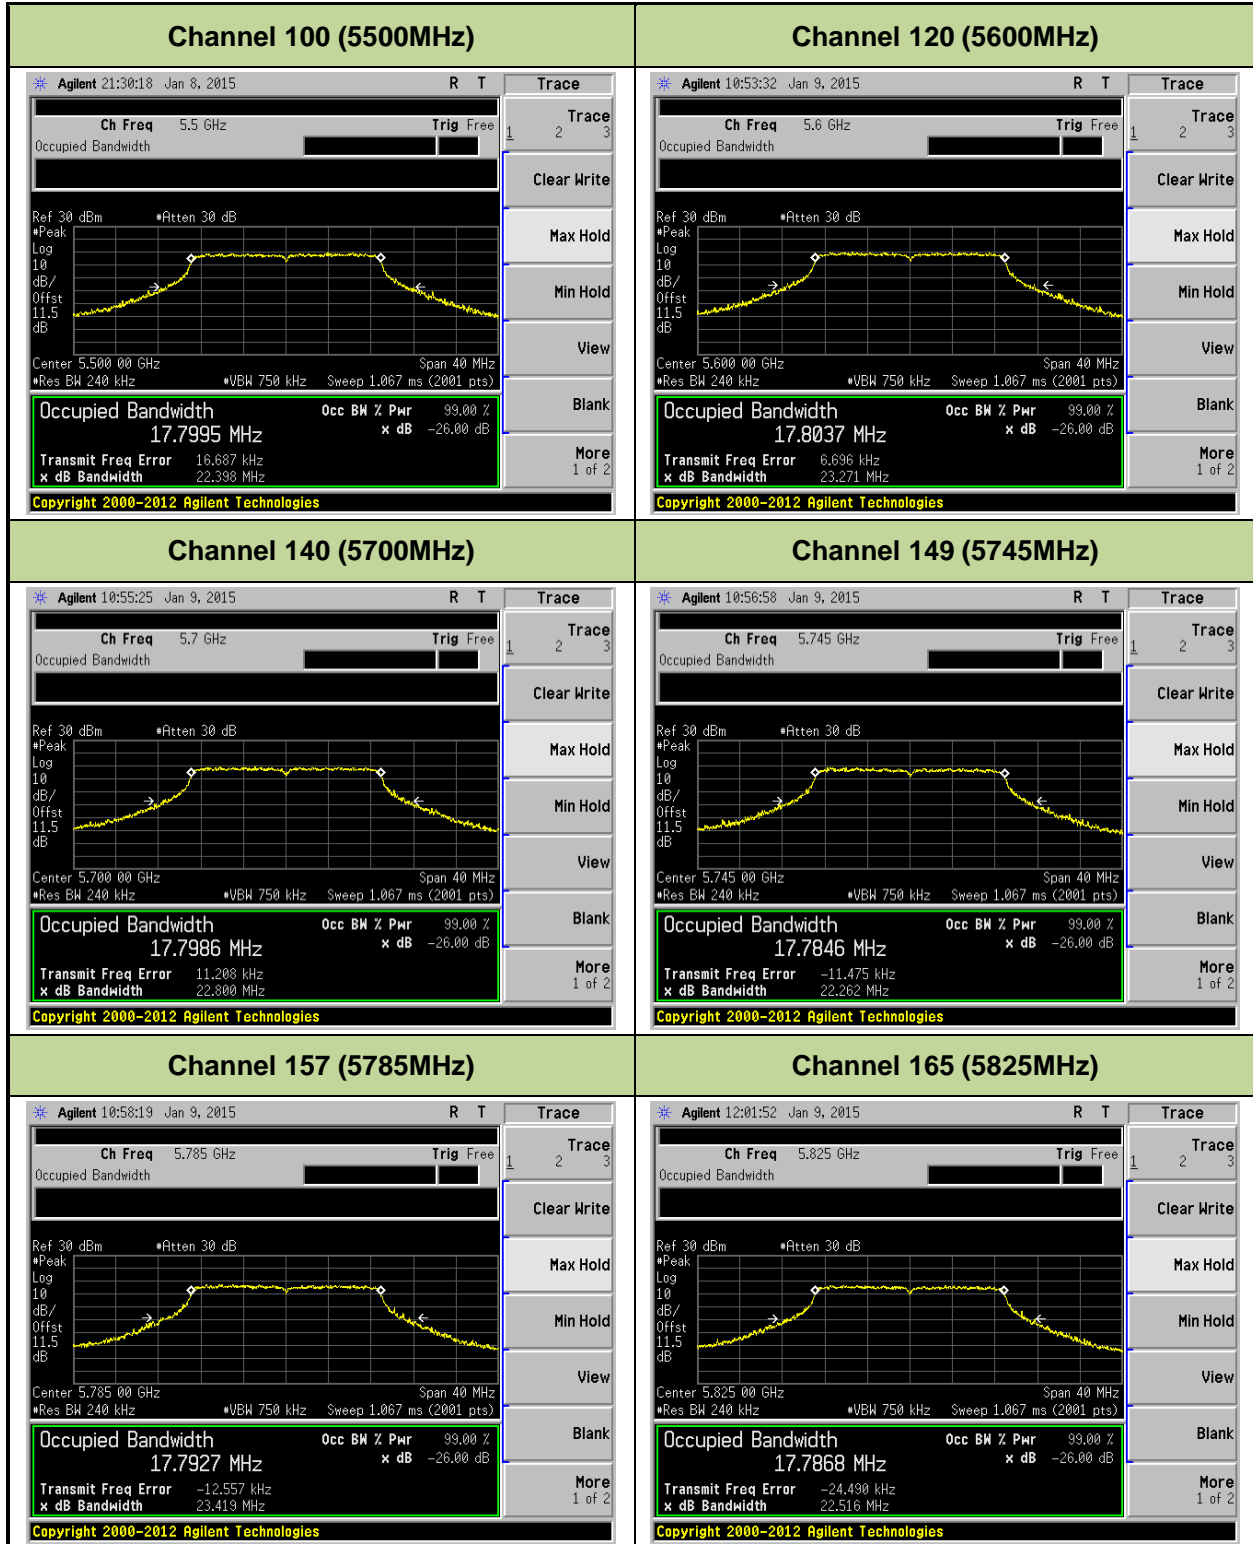 Channel 100 (5500MHz)
Channel 120 (5600MHz)
Agilent 21:30:18 Jan 8, 2015 R T Trace
Ch Freq 5.5 GHz Trig Free
Occupied Bandwidth
Trace
1 2 3
Clear Write
Max Hold
Min Hold
View
Blank
More
1 of 2
Ref 30 dBm #Atten 30 dB
#Peak
Log
10
dB/
Offst
11.5
dB
Center 5.500 00 GHz Span 40 MHz
#Res BW 240 kHz #VBW 750 kHz Sweep 1.067 ms (2001 pts)
Occupied Bandwidth Occ BW % Pwr 99.00 %
17.7995 MHz x dB -26.00 dB
Transmit Freq Error 16.687 kHz
x dB Bandwidth 22.398 MHz
Copyright 2000-2012 Agilent Technologies
Agilent 10:53:32 Jan 9, 2015 R T Trace
Ch Freq 5.6 GHz Trig Free
Occupied Bandwidth
Trace
1 2 3
Clear Write
Max Hold
Min Hold
View
Blank
More
1 of 2
Ref 30 dBm #Atten 30 dB
#Peak
Log
10
dB/
Offst
11.5
dB
Center 5.600 00 GHz Span 40 MHz
#Res BW 240 kHz #VBW 750 kHz Sweep 1.067 ms (2001 pts)
Occupied Bandwidth Occ BW % Pwr 99.00 %
17.8037 MHz x dB -26.00 dB
Transmit Freq Error 6.696 kHz
x dB Bandwidth 23.271 MHz
Copyright 2000-2012 Agilent Technologies
Channel 140 (5700MHz)
Channel 149 (5745MHz)
Agilent 10:55:25 Jan 9, 2015 R T Trace
Ch Freq 5.7 GHz Trig Free
Occupied Bandwidth
Trace
1 2 3
Clear Write
Max Hold
Min Hold
View
Blank
More
1 of 2
Ref 30 dBm #Atten 30 dB
#Peak
Log
10
dB/
Offst
11.5
dB
Center 5.700 00 GHz Span 40 MHz
#Res BW 240 kHz #VBW 750 kHz Sweep 1.067 ms (2001 pts)
Occupied Bandwidth Occ BW % Pwr 99.00 %
17.7986 MHz x dB -26.00 dB
Transmit Freq Error 11.208 kHz
x dB Bandwidth 22.800 MHz
Copyright 2000-2012 Agilent Technologies
Agilent 10:56:58 Jan 9, 2015 R T Trace
Ch Freq 5.745 GHz Trig Free
Occupied Bandwidth
Trace
1 2 3
Clear Write
Max Hold
Min Hold
View
Blank
More
1 of 2
Ref 30 dBm #Atten 30 dB
#Peak
Log
10
dB/
Offst
11.5
dB
Center 5.745 00 GHz Span 40 MHz
#Res BW 240 kHz #VBW 750 kHz Sweep 1.067 ms (2001 pts)
Occupied Bandwidth Occ BW % Pwr 99.00 %
17.7846 MHz x dB -26.00 dB
Transmit Freq Error -11.475 kHz
x dB Bandwidth 22.262 MHz
Copyright 2000-2012 Agilent Technologies
Channel 157 (5785MHz)
Channel 165 (5825MHz)
Agilent 10:58:19 Jan 9, 2015 R T Trace
Ch Freq 5.785 GHz Trig Free
Occupied Bandwidth
Trace
1 2 3
Clear Write
Max Hold
Min Hold
View
Blank
More
1 of 2
Ref 30 dBm #Atten 30 dB
#Peak
Log
10
dB/
Offst
11.5
dB
Center 5.785 00 GHz Span 40 MHz
#Res BW 240 kHz #VBW 750 kHz Sweep 1.067 ms (2001 pts)
Occupied Bandwidth Occ BW % Pwr 99.00 %
17.7927 MHz x dB -26.00 dB
Transmit Freq Error -12.557 kHz
x dB Bandwidth 23.419 MHz
Copyright 2000-2012 Agilent Technologies
Agilent 12:01:52 Jan 9, 2015 R T Trace
Ch Freq 5.825 GHz Trig Free
Occupied Bandwidth
Trace
1 2 3
Clear Write
Max Hold
Min Hold
View
Blank
More
1 of 2
Ref 30 dBm #Atten 30 dB
#Peak
Log
10
dB/
Offst
11.5
dB
Center 5.825 00 GHz Span 40 MHz
#Res BW 240 kHz #VBW 750 kHz Sweep 1.067 ms (2001 pts)
Occupied Bandwidth Occ BW % Pwr 99.00 %
17.7868 MHz x dB -26.00 dB
Transmit Freq Error -24.490 kHz
x dB Bandwidth 22.516 MHz
Copyright 2000-2012 Agilent Technologies